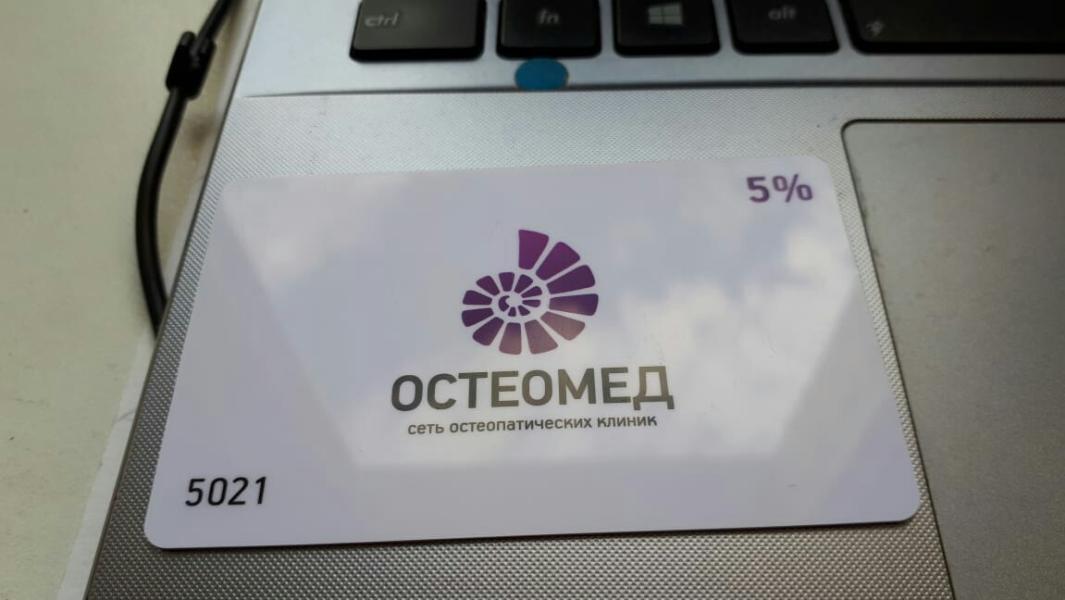 ctrl
fn
alt
5%
ОСТЕОМЕД
сеть остеопатических клиник
5021